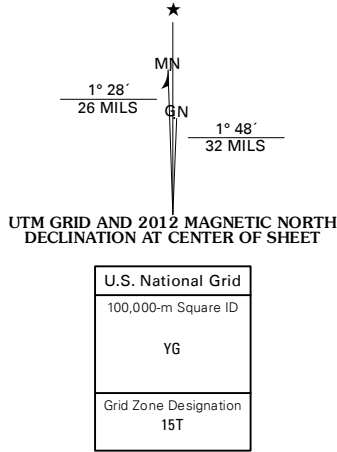 ★
MN
1° 28´
26 MILS
GN
1° 48´
32 MILS
UTM GRID AND 2012 MAGNETIC NORTH
DECLINATION AT CENTER OF SHEET
U.S. National Grid
100,000-m Square ID
YG
Grid Zone Designation
15T